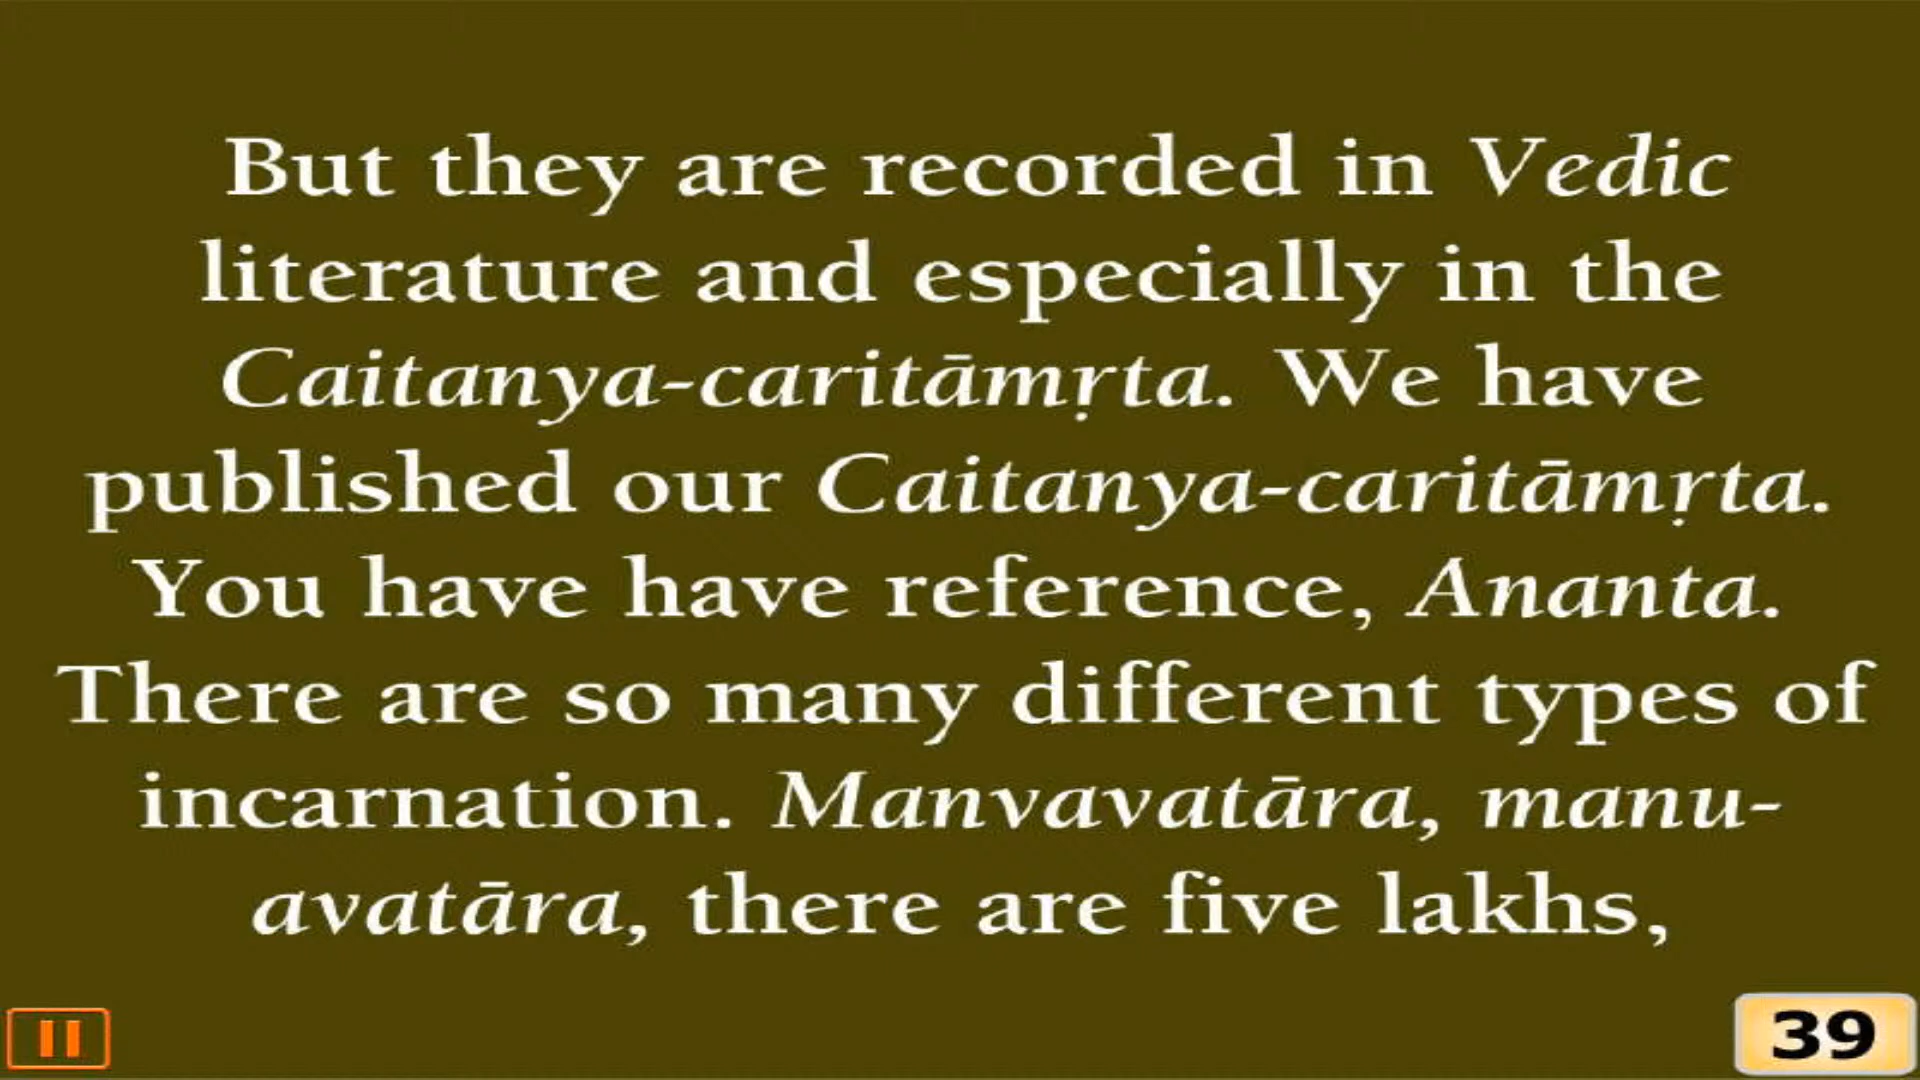 But they are recorded in Vedic
literature and especially in the
Caitanya-caritāmṛta. We have
published our Caitanya-caritāmṛta.
You have have reference, Ananta.
There are so many different types of
incarnation. Manvavatāra, manu-
avatāra, there are five lakhs,
39